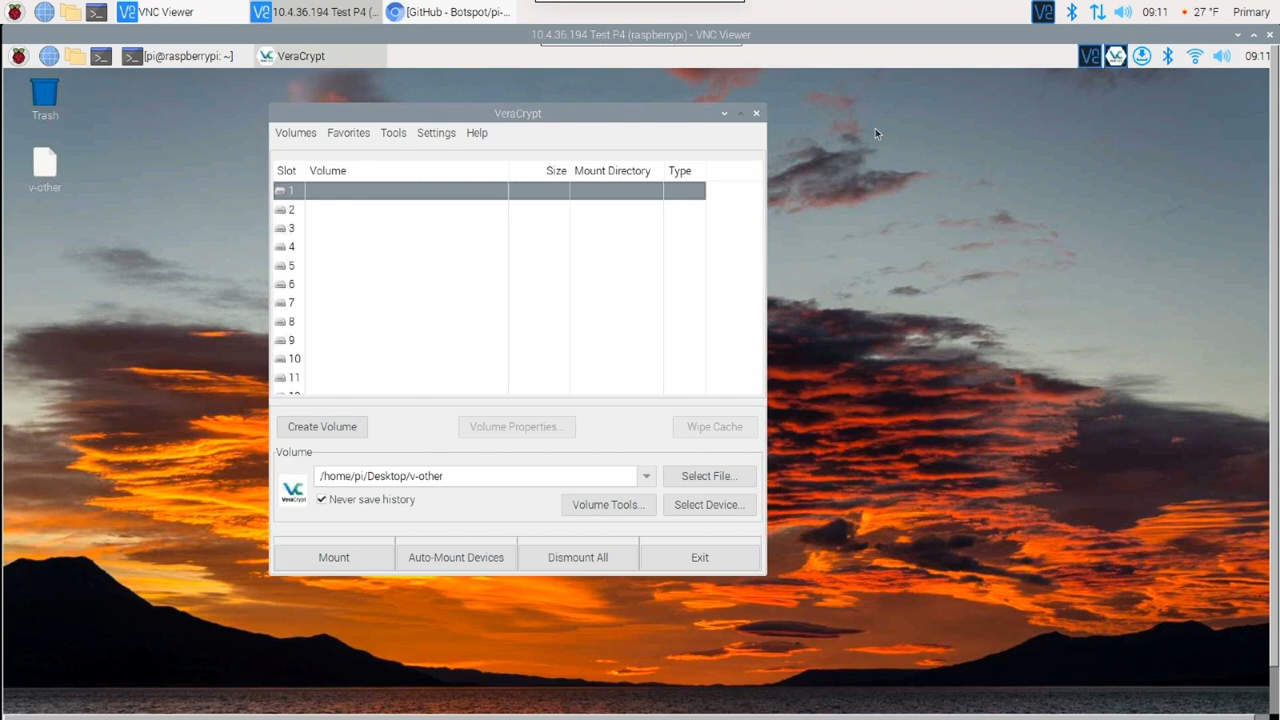 VNC Viewer
10.4.36.194 Test P4 (...
[GitHub - Botspot/pi-...
09:11
27 °F
Primary
10.4.36.194 Test P4 (raspberrypi) - VNC Viewer
[pi@raspberrypi: ~]
VeraCrypt
09:11
Trash
v-other
VeraCrypt
Volumes Favorites Tools Settings Help
Slot Volume Size Mount Directory Type
1
2
3
4
5
6
7
8
9
10
11
Create Volume Volume Properties... Wipe Cache
Volume
VeraCrypt
/home/pi/Desktop/v-other Select File...
Never save history
Volume Tools... Select Device...
Mount Auto-Mount Devices Dismount All Exit